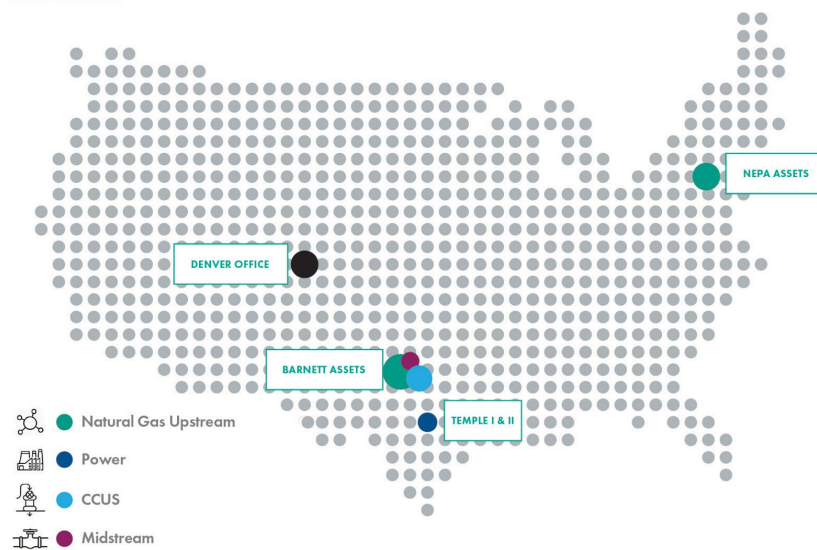 NEPA ASSETS
DENVER OFFICE
BARNETT ASSETS
TEMPLE I & II
Natural Gas Upstream
Power
CCUS
Midstream